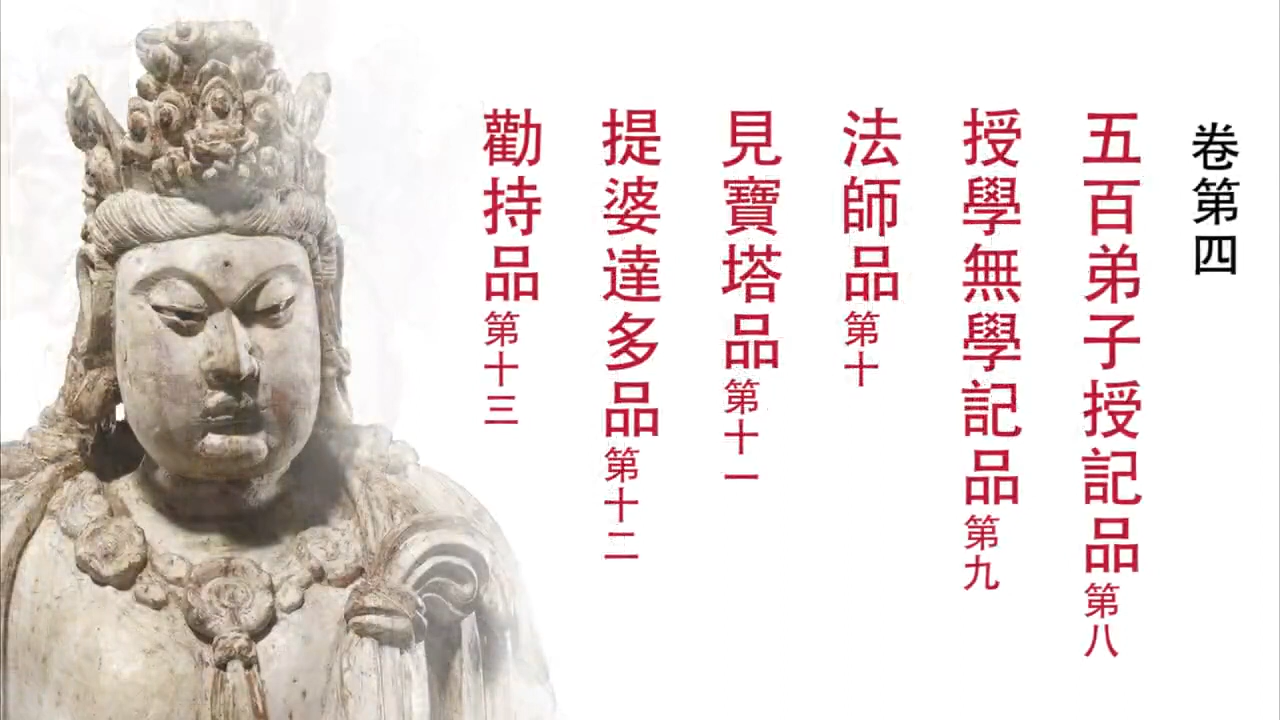 卷第四
五百弟子授記品第八
授學無學記品第九
法師品第十
見寶塔品第十一
提婆達多品第十二
勸持品第十三